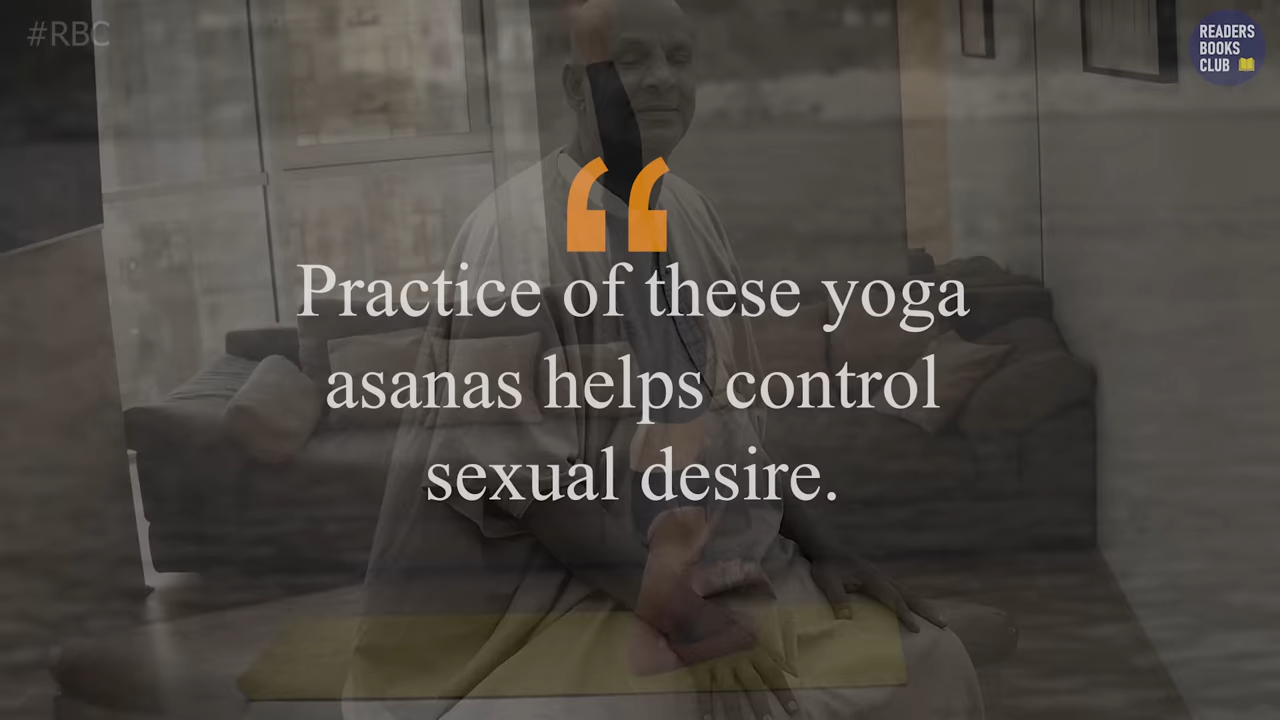 #RBC
READERS
BOOKS
CLUB
“
Practice of these yoga
asanas helps control
sexual desire.